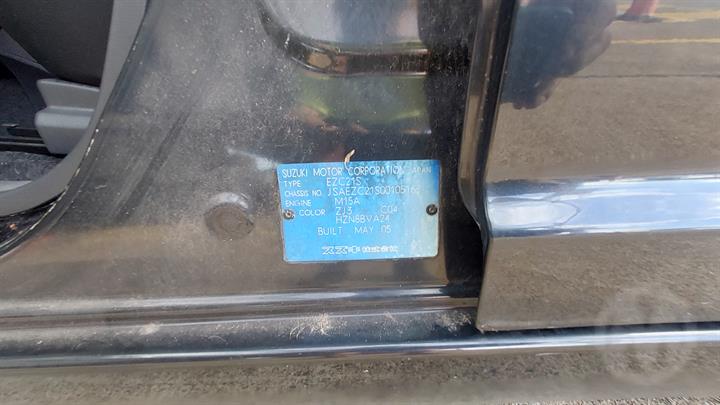 SUZUKI MOTOR CORPORATION JAPAN
TYPE EZC21S
CHASSIS NO. JSAEZC21S00105162
ENGINE M15A
COLOR ZJ3 C04
HZN8BVA24
BUILT MAY 05